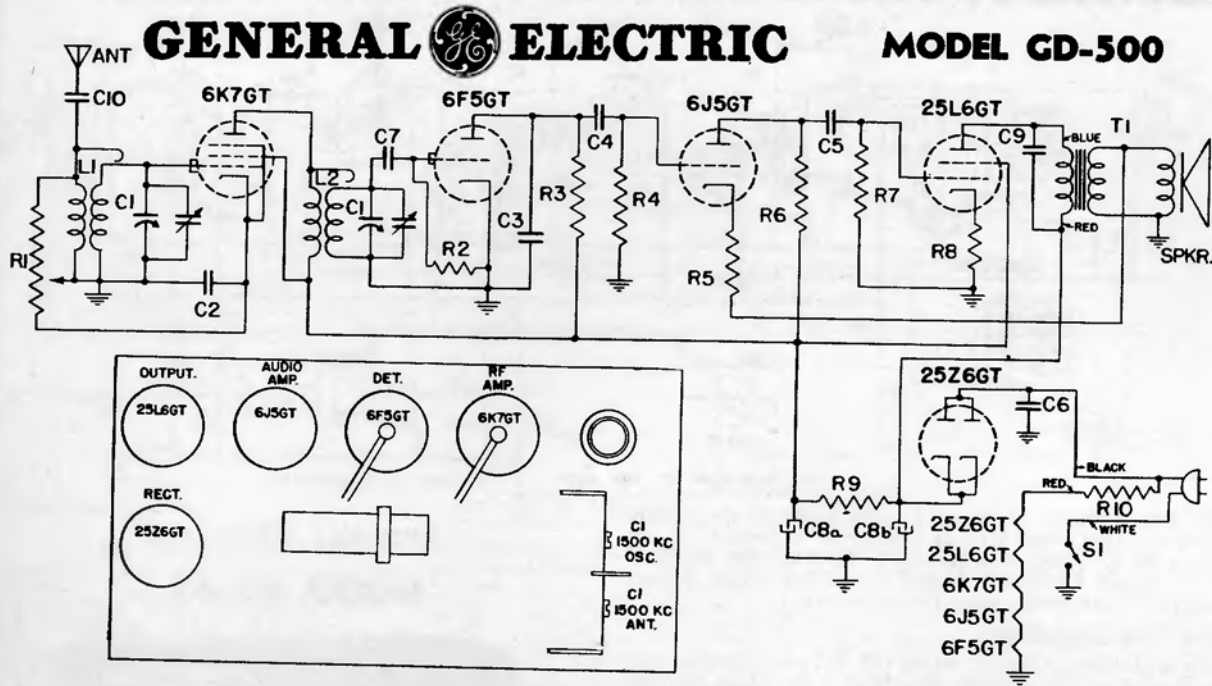 GENERAL GE ELECTRIC MODEL GD-500
ANT
C10
6K7GT
6F5GT
6J5GT
25L6GT
T1
L1
C1
R1
C2
L2
C7
C1
R2
C3
R3
C4
R4
R5
R6
C5
R7
C9
BLUE
RED
R8
SPKR.
OUTPUT.
25L6GT
AUDIO
AMP.
6J5GT
DET.
6F5GT
RF
AMP.
6K7GT
RECT.
25Z6GT
C1
1500 KC
OSC.
C1
1500 KC
ANT.
25Z6GT
C6
BLACK
RED
R10
WHITE
S1
R9
C8a
C8b
25Z6GT
25L6GT
6K7GT
6J5GT
6F5GT